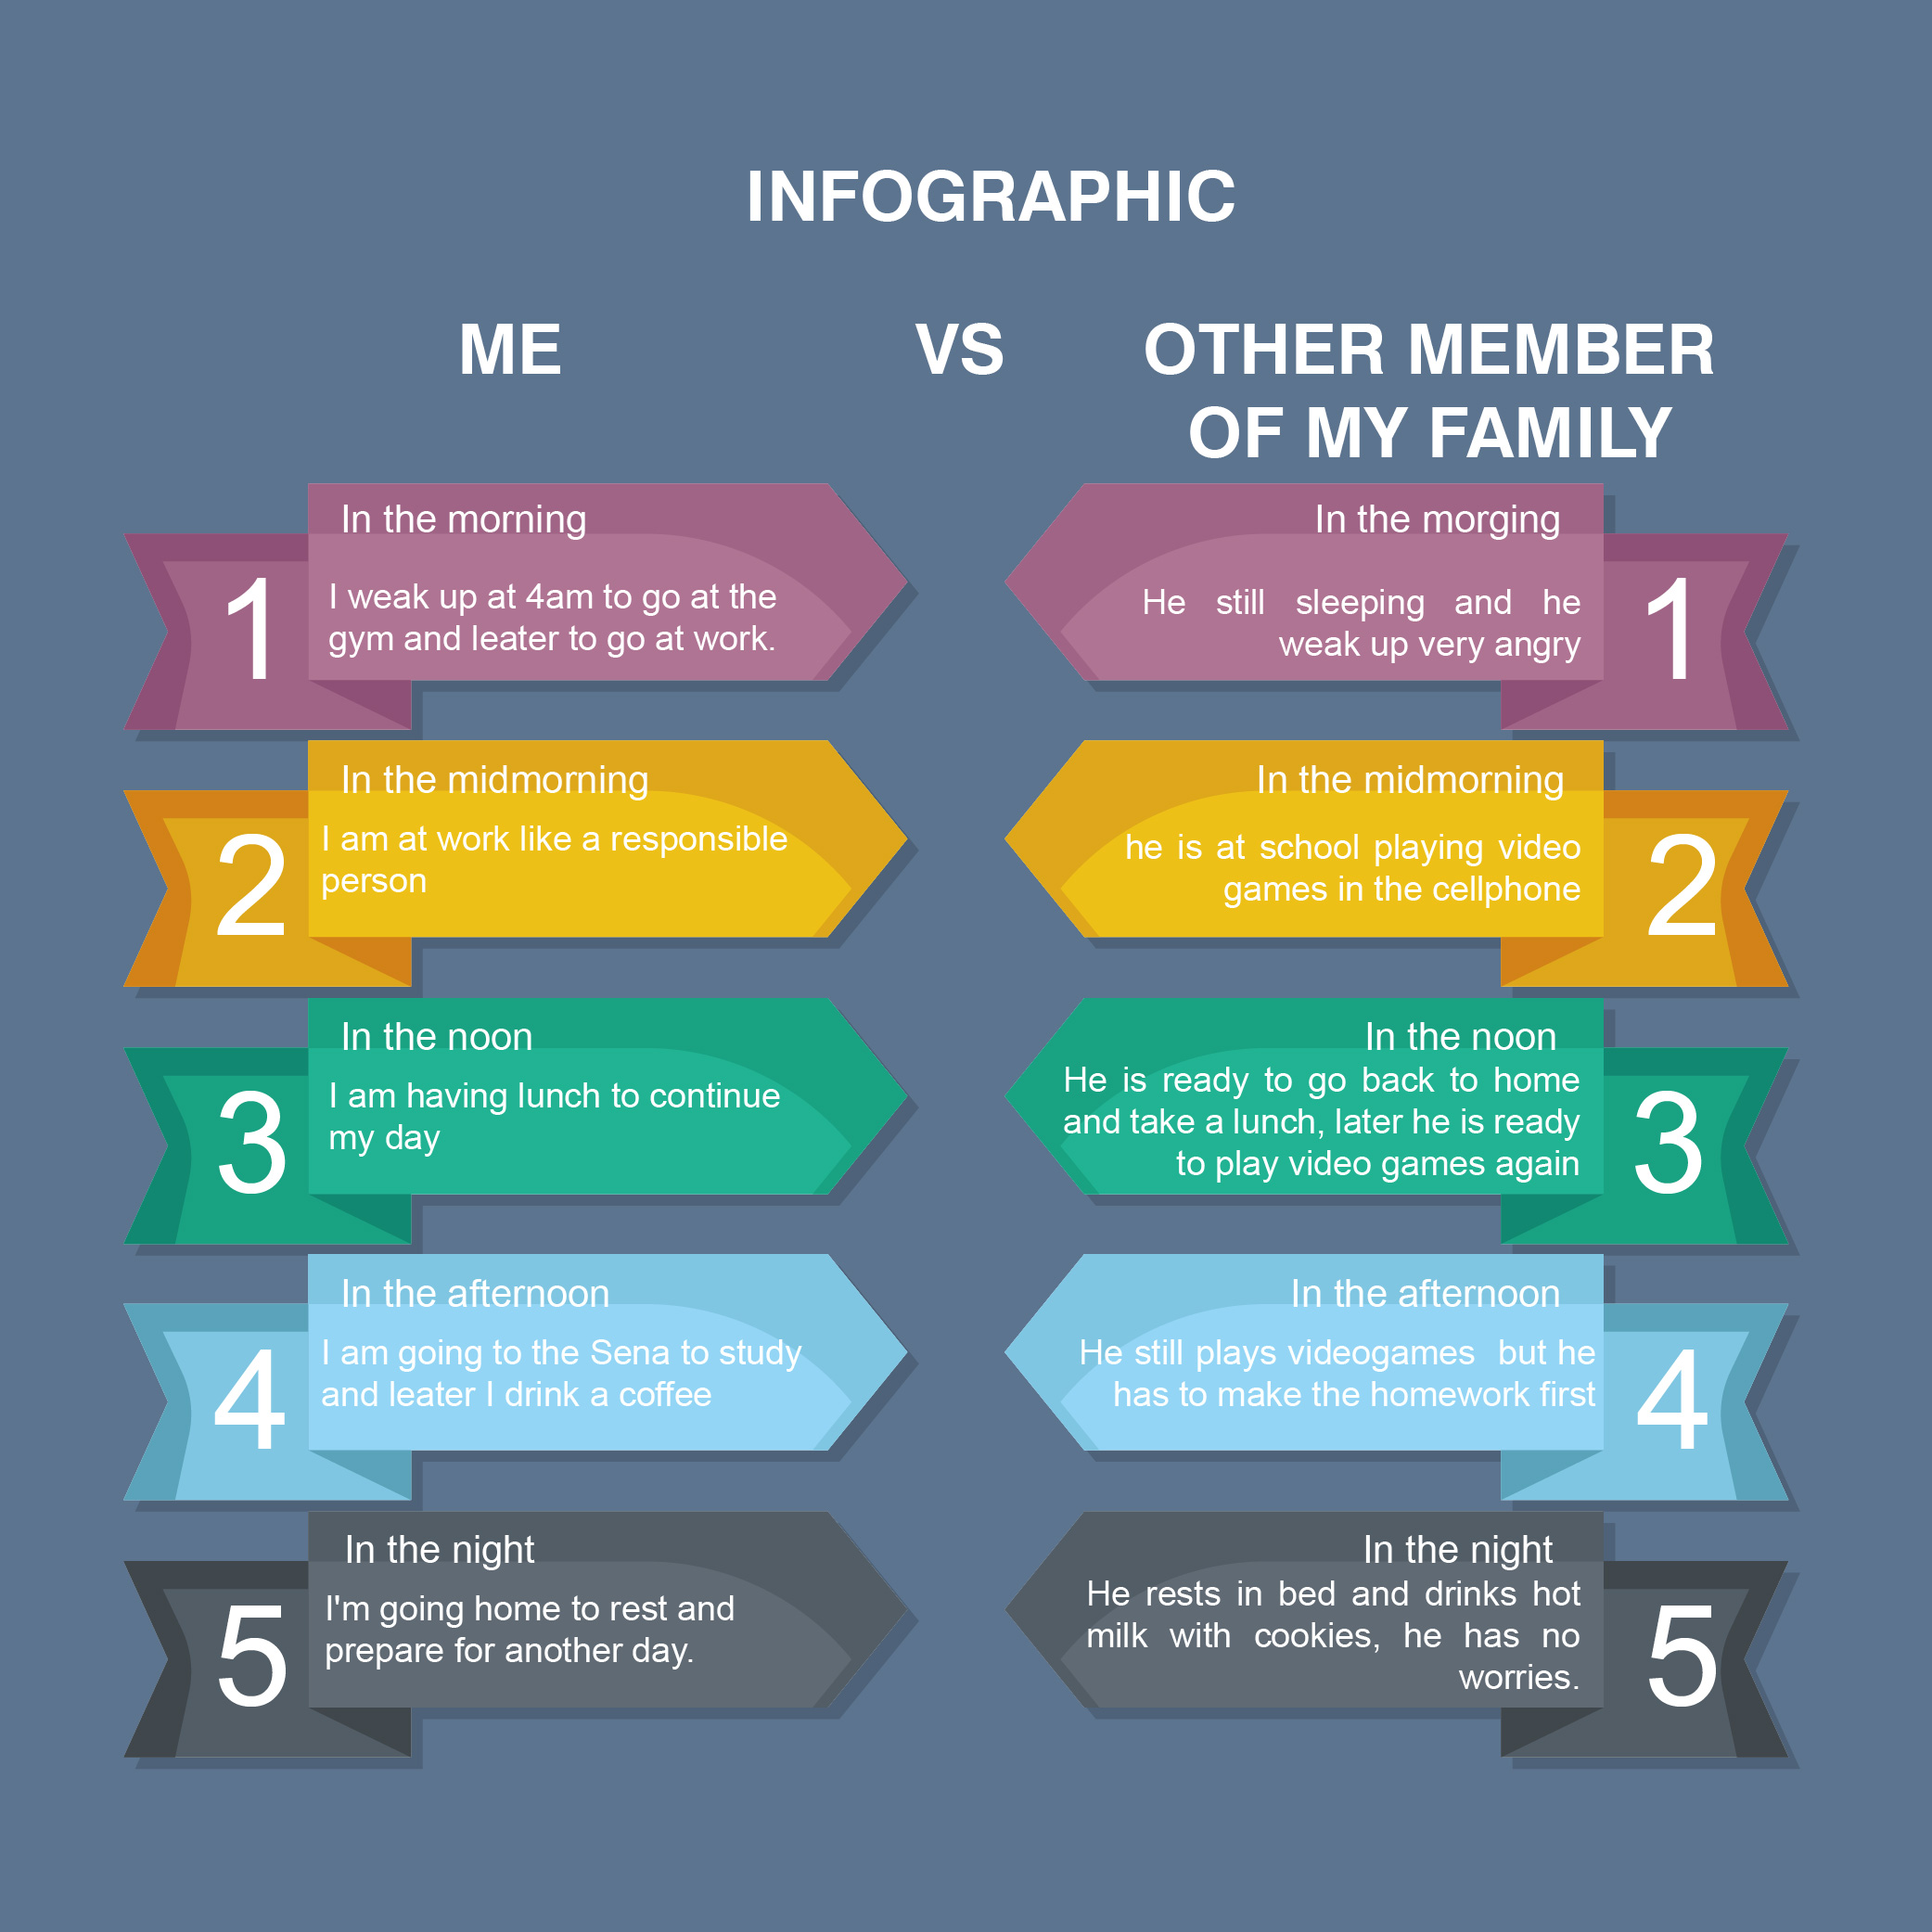 INFOGRAPHIC
ME
VS
OTHER MEMBER
OF MY FAMILY
1
In the morning
I weak up at 4am to go at the
gym and leater to go at work.
In the morging
He still sleeping and he
weak up very angry
1
2
In the midmorning
I am at work like a responsible
person
In the midmorning
he is at school playing video
games in the cellphone
2
3
In the noon
I am having lunch to continue
my day
In the noon
He is ready to go back to home
and take a lunch, later he is ready
to play video games again
3
4
In the afternoon
I am going to the Sena to study
and leater I drink a coffee
In the afternoon
He still plays videogames but he
has to make the homework first
4
5
In the night
I'm going home to rest and
prepare for another day.
In the night
He rests in bed and drinks hot
milk with cookies, he has no
worries.
5